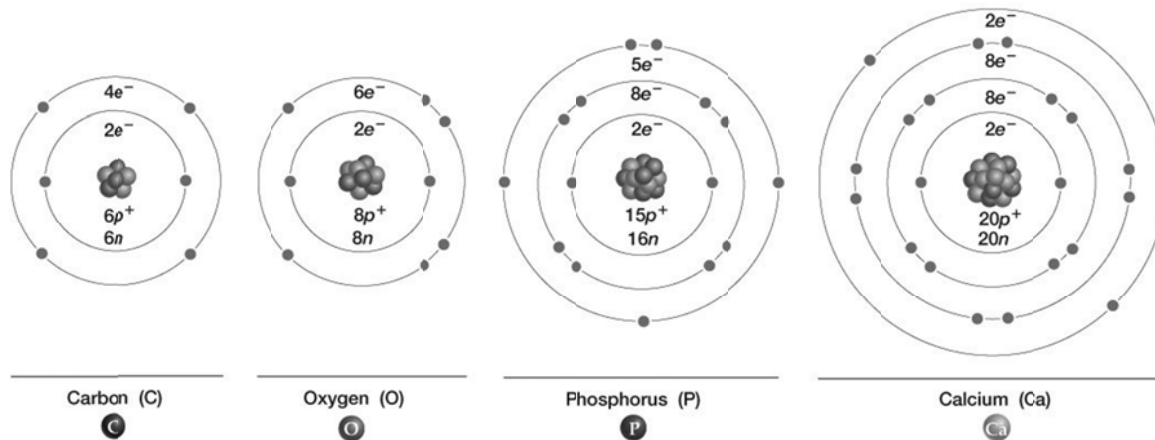 4e⁻
2e⁻
6p⁺
6n
Carbon (C)
C
6e⁻
2e⁻
8p⁺
8n
Oxygen (O)
O
5e⁻
8e⁻
2e⁻
15p⁺
16n
Phosphorus (P)
P
2e⁻
8e⁻
8e⁻
2e⁻
20p⁺
20n
Calcium (Ca)
Ca